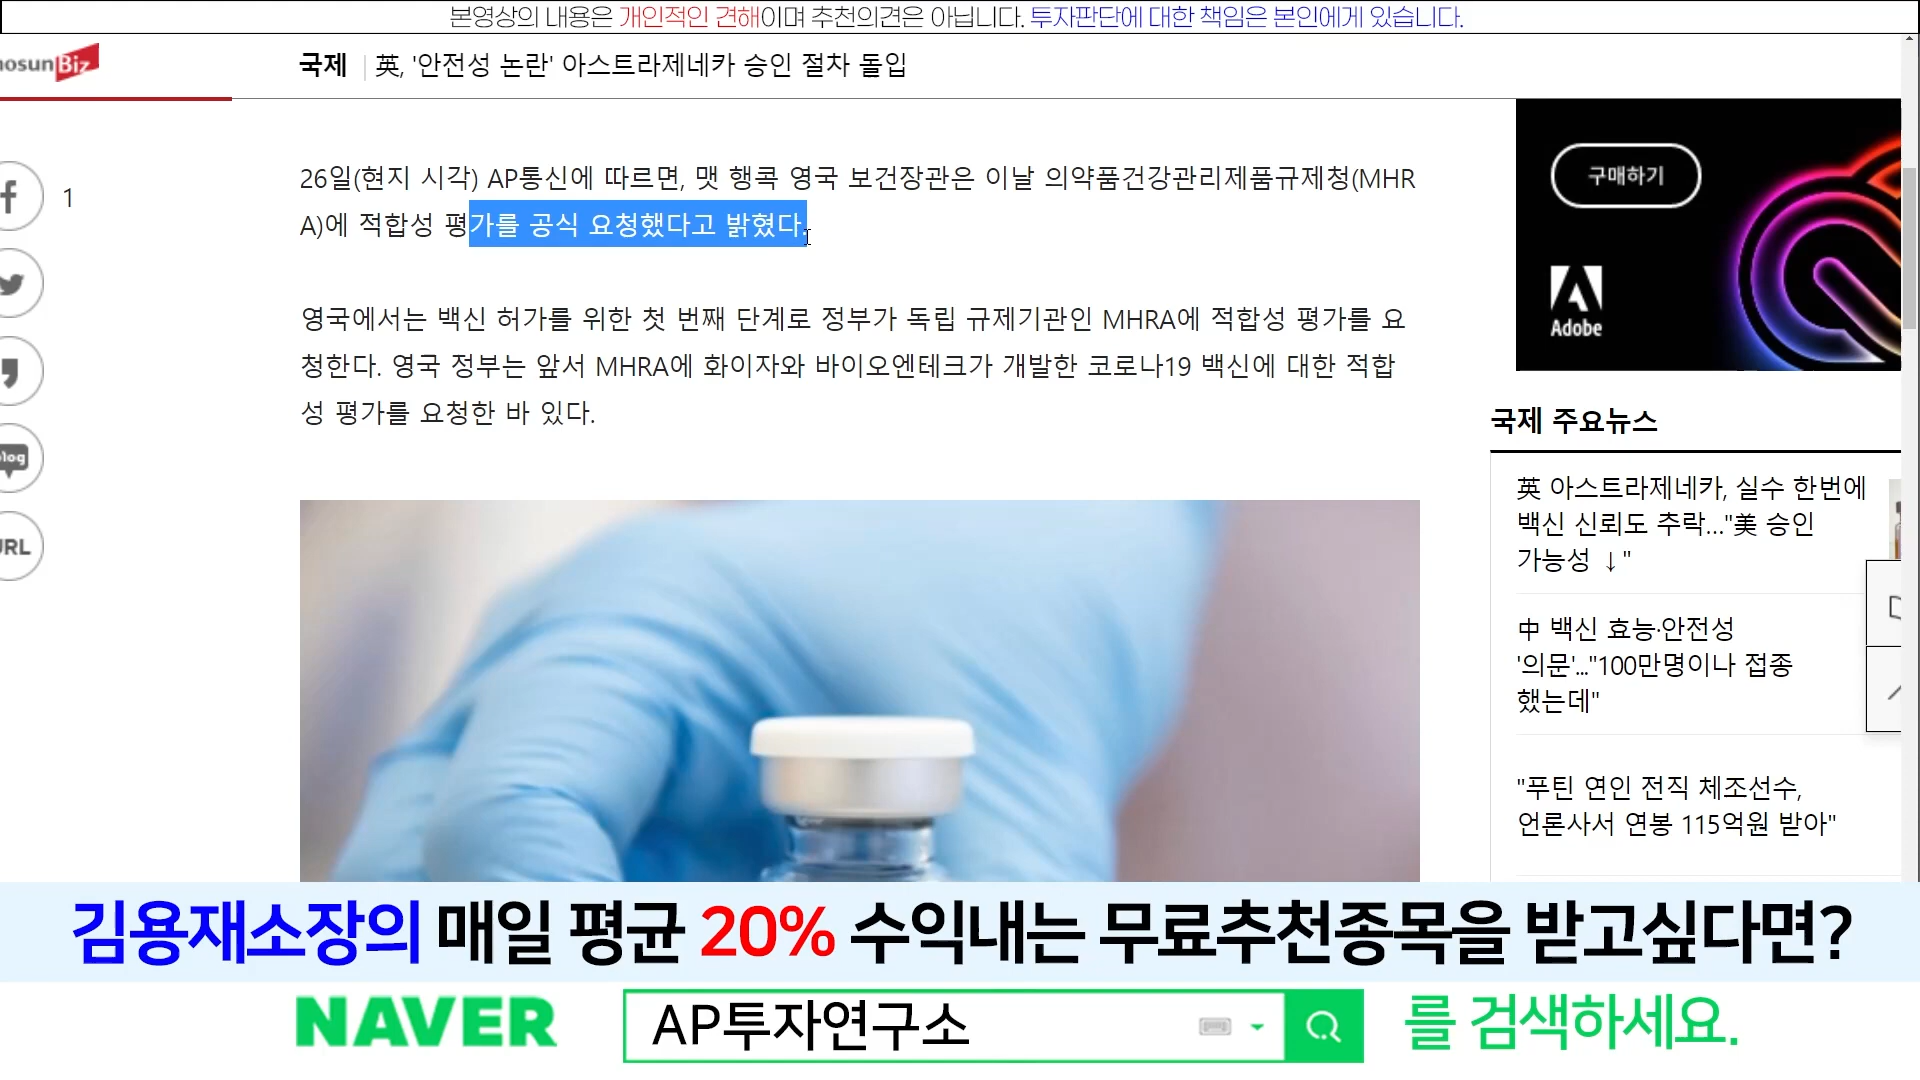 본영상의 내용은 개인적인 견해이며 추천의견은 아닙니다. 투자판단에 대한 책임은 본인에게 있습니다.
nosunBiz
국제 英, '안전성 논란' 아스트라제네카 승인 절차 돌입
26일(현지 시각) AP통신에 따르면, 맷 행콕 영국 보건장관은 이날 의약품건강관리제품규제청(MHR
A)에 적합성 평가를 공식 요청했다고 밝혔다.
1
영국에서는 백신 허가를 위한 첫 번째 단계로 정부가 독립 규제기관인 MHRA에 적합성 평가를 요
청한다. 영국 정부는 앞서 MHRA에 화이자와 바이오엔테크가 개발한 코로나19 백신에 대한 적합
성 평가를 요청한 바 있다.
log
URL
구매하기
Adobe
국제 주요뉴스
英 아스트라제네카, 실수 한번에
백신 신뢰도 추락..."美 승인
가능성 ↓"
中 백신 효능·안전성
'의문'..."100만명이나 접종
했는데"
"푸틴 연인 전직 체조선수,
언론사서 연봉 115억원 받아"
김용재소장의 매일 평균 20% 수익내는 무료추천종목을 받고싶다면?
NAVER AP투자연구소 를 검색하세요.